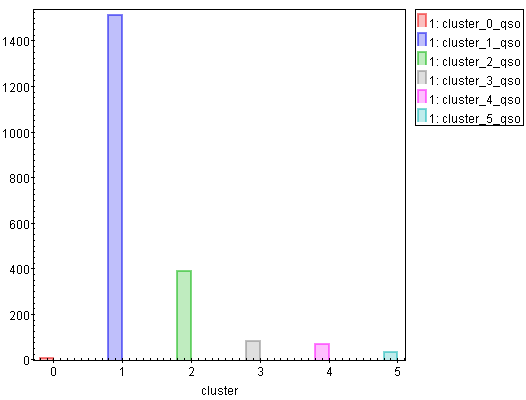 1400
1200
1000
800
600
400
200
0
0 1 2 3 4 5
cluster
1: cluster_0_qso
1: cluster_1_qso
1: cluster_2_qso
1: cluster_3_qso
1: cluster_4_qso
1: cluster_5_qso